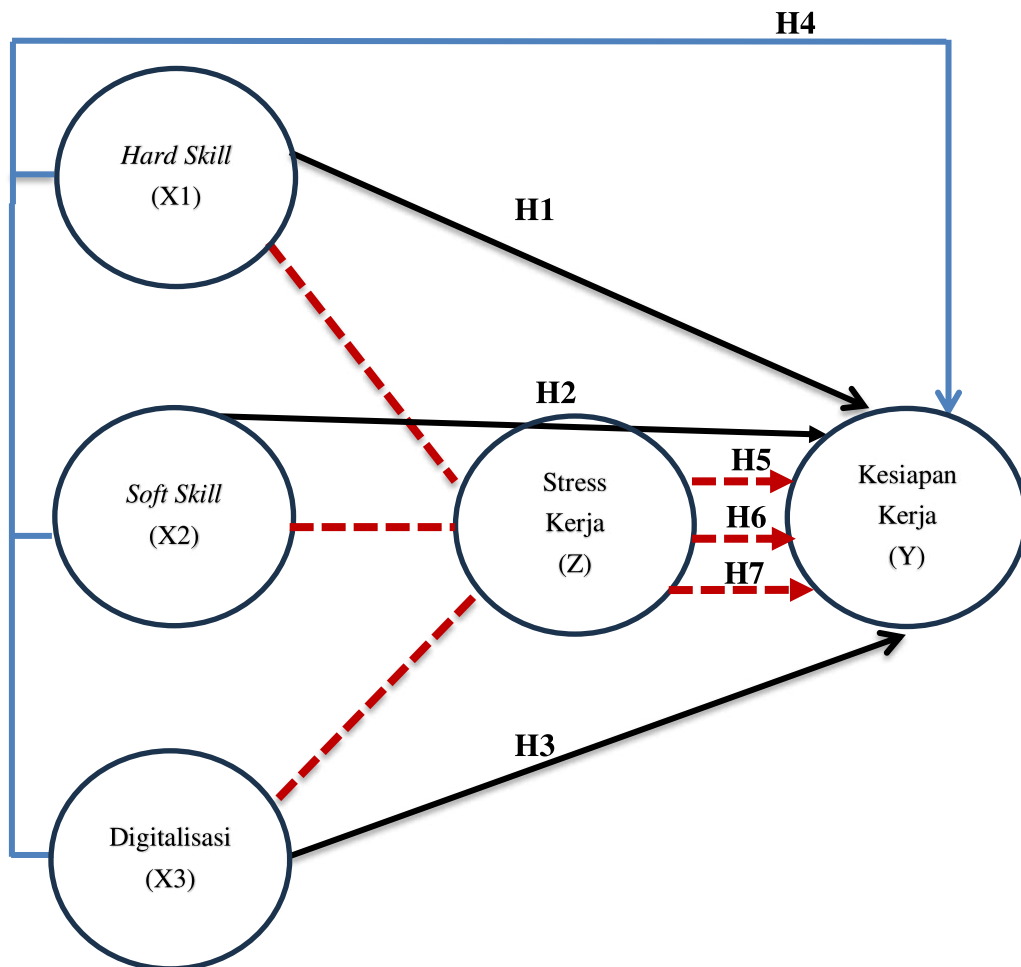 H4
Hard Skill
(X1)
H1
H2
Soft Skill
(X2)
Stress
Kerja
(Z)
H5
H6
H7
Kesiapan
Kerja
(Y)
H3
Digitalisasi
(X3)